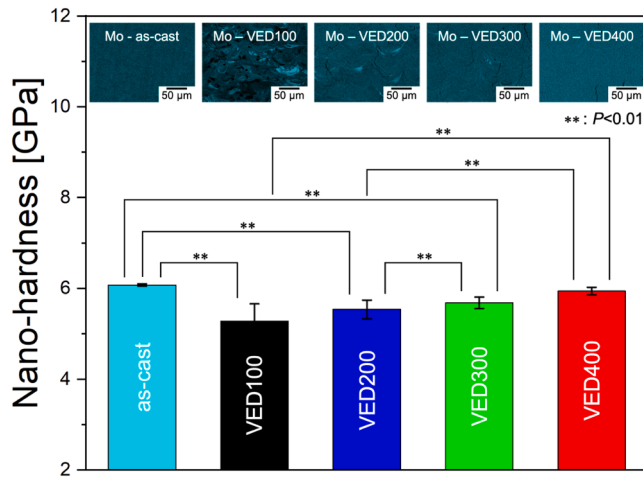 Nano-hardness [GPa]
12
10
8
6
4
2
Mo - as-cast
Mo – VED100
Mo – VED200
Mo – VED300
Mo – VED400
50 µm
50 µm
50 µm
50 µm
50 µm
**: P<0.01
**
**
**
**
**
**
as-cast
VED100
VED200
VED300
VED400